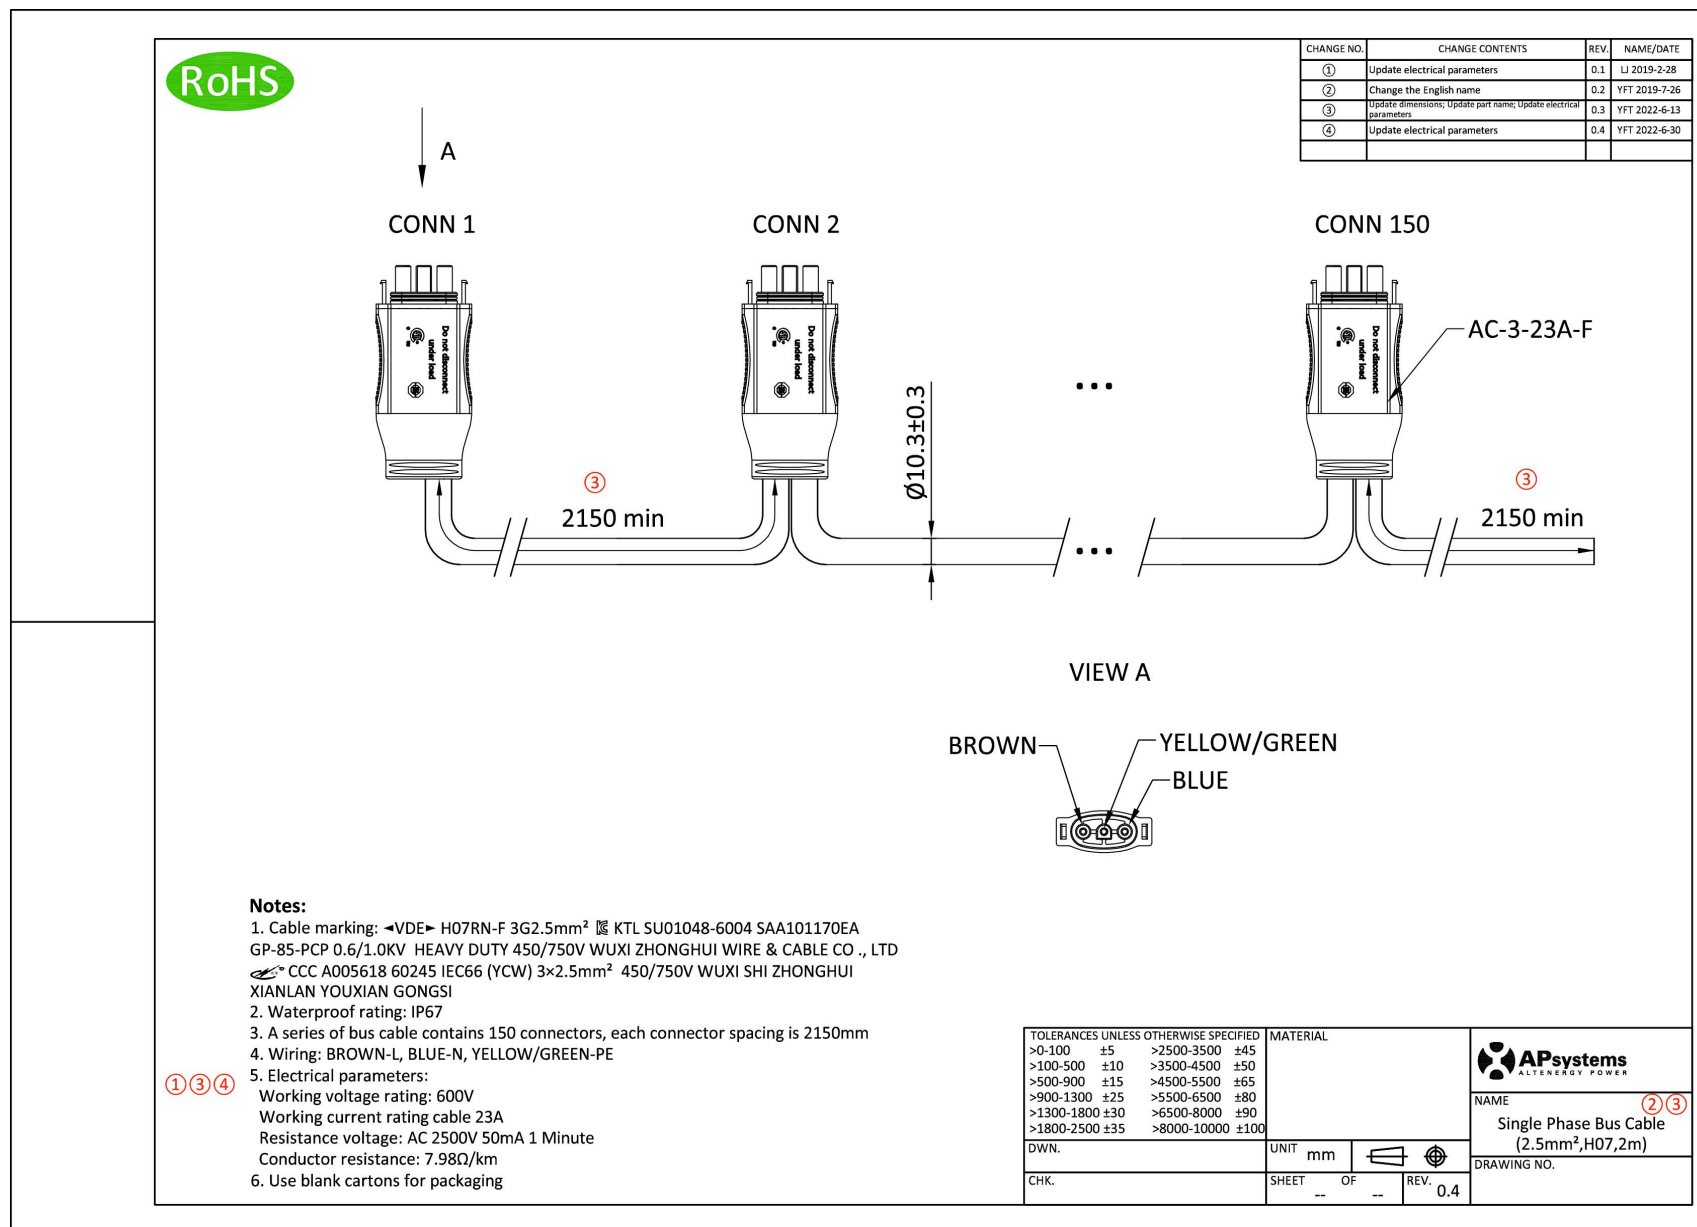 RoHS
CHANGE NO. CHANGE CONTENTS REV. NAME/DATE
① Update electrical parameters 0.1 LJ 2019-2-28
② Change the English name 0.2 YFT 2019-7-26
③ Update dimensions; Update part name; Update electrical parameters 0.3 YFT 2022-6-13
④ Update electrical parameters 0.4 YFT 2022-6-30
A
CONN 1
CONN 2
CONN 150
Do not disconnect
under load
Do not disconnect
under load
Do not disconnect
under load
AC-3-23A-F
...
Ø10.3±0.3
③
2150 min
③
2150 min
...
VIEW A
BROWN
YELLOW/GREEN
BLUE
Notes:
1. Cable marking: ◄VDE► H07RN-F 3G2.5mm² KTL SU01048-6004 SAA101170EA
GP-85-PCP 0.6/1.0KV HEAVY DUTY 450/750V WUXI ZHONGHUI WIRE & CABLE CO ., LTD
CCC A005618 60245 IEC66 (YCW) 3×2.5mm² 450/750V WUXI SHI ZHONGHUI
XIANLAN YOUXIAN GONGSI
2. Waterproof rating: IP67
3. A series of bus cable contains 150 connectors, each connector spacing is 2150mm
4. Wiring: BROWN-L, BLUE-N, YELLOW/GREEN-PE
①③④ 5. Electrical parameters:
Working voltage rating: 600V
Working current rating cable 23A
Resistance voltage: AC 2500V 50mA 1 Minute
Conductor resistance: 7.98Ω/km
6. Use blank cartons for packaging
TOLERANCES UNLESS OTHERWISE SPECIFIED
>0-100 ±5 >2500-3500 ±45
>100-500 ±10 >3500-4500 ±50
>500-900 ±15 >4500-5500 ±65
>900-1300 ±25 >5500-6500 ±80
>1300-1800 ±30 >6500-8000 ±90
>1800-2500 ±35 >8000-10000 ±100
MATERIAL
APsystems
ALTENERGY POWER
NAME ②③
Single Phase Bus Cable
(2.5mm²,H07,2m)
DWN.
UNIT mm
DRAWING NO.
CHK.
SHEET -- OF --
REV. 0.4